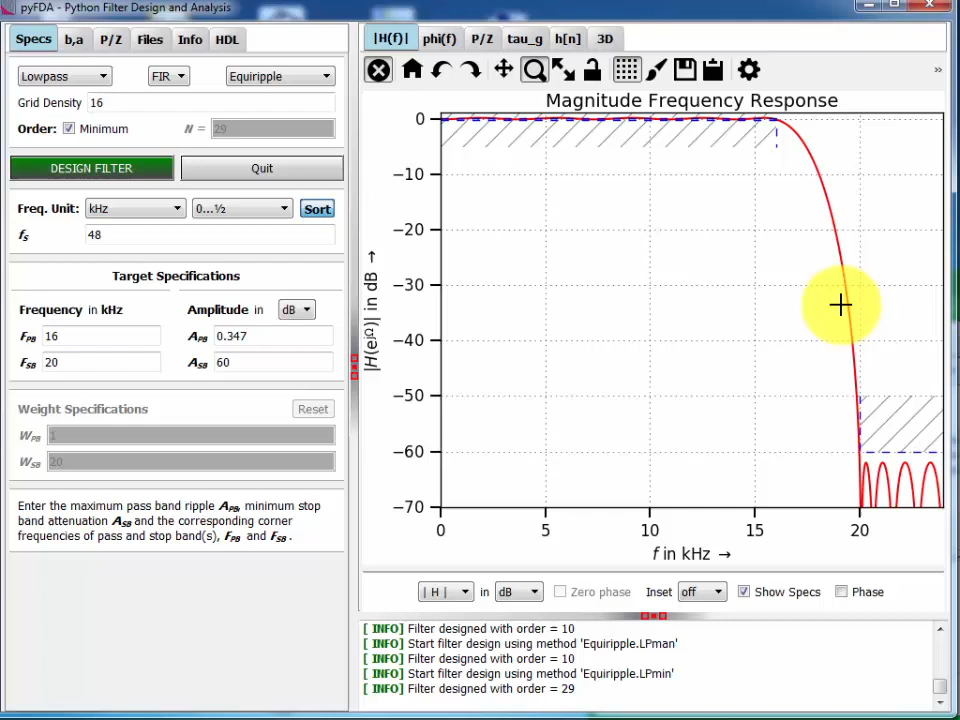 pyFDA - Python Filter Design and Analysis
Specs b,a P/Z Files Info HDL
Lowpass FIR Equiripple
Grid Density 16
Order: Minimum N = 29
DESIGN FILTER Quit
Freq. Unit: kHz 0...½ Sort
fS 48
Target Specifications
Frequency in kHz Amplitude in dB
FPB 16 APB 0.347
FSB 20 ASB 60
Weight Specifications Reset
WPB 1
WSB 20
Enter the maximum pass band ripple APB, minimum stop
band attenuation ASB and the corresponding corner
frequencies of pass and stop band(s), FPB and FSB.
|H(f)| phi(f) P/Z tau_g h[n] 3D
»
Magnitude Frequency Response
0
−10
−20
−30
−40
−50
−60
−70
|H(e^jΩ)| in dB →
0 5 10 15 20
f in kHz →
| H | in dB Zero phase Inset off Show Specs Phase
[ INFO] Filter designed with order = 10
[ INFO] Start filter design using method 'Equiripple.LPman'
[ INFO] Filter designed with order = 10
[ INFO] Start filter design using method 'Equiripple.LPmin'
[ INFO] Filter designed with order = 29